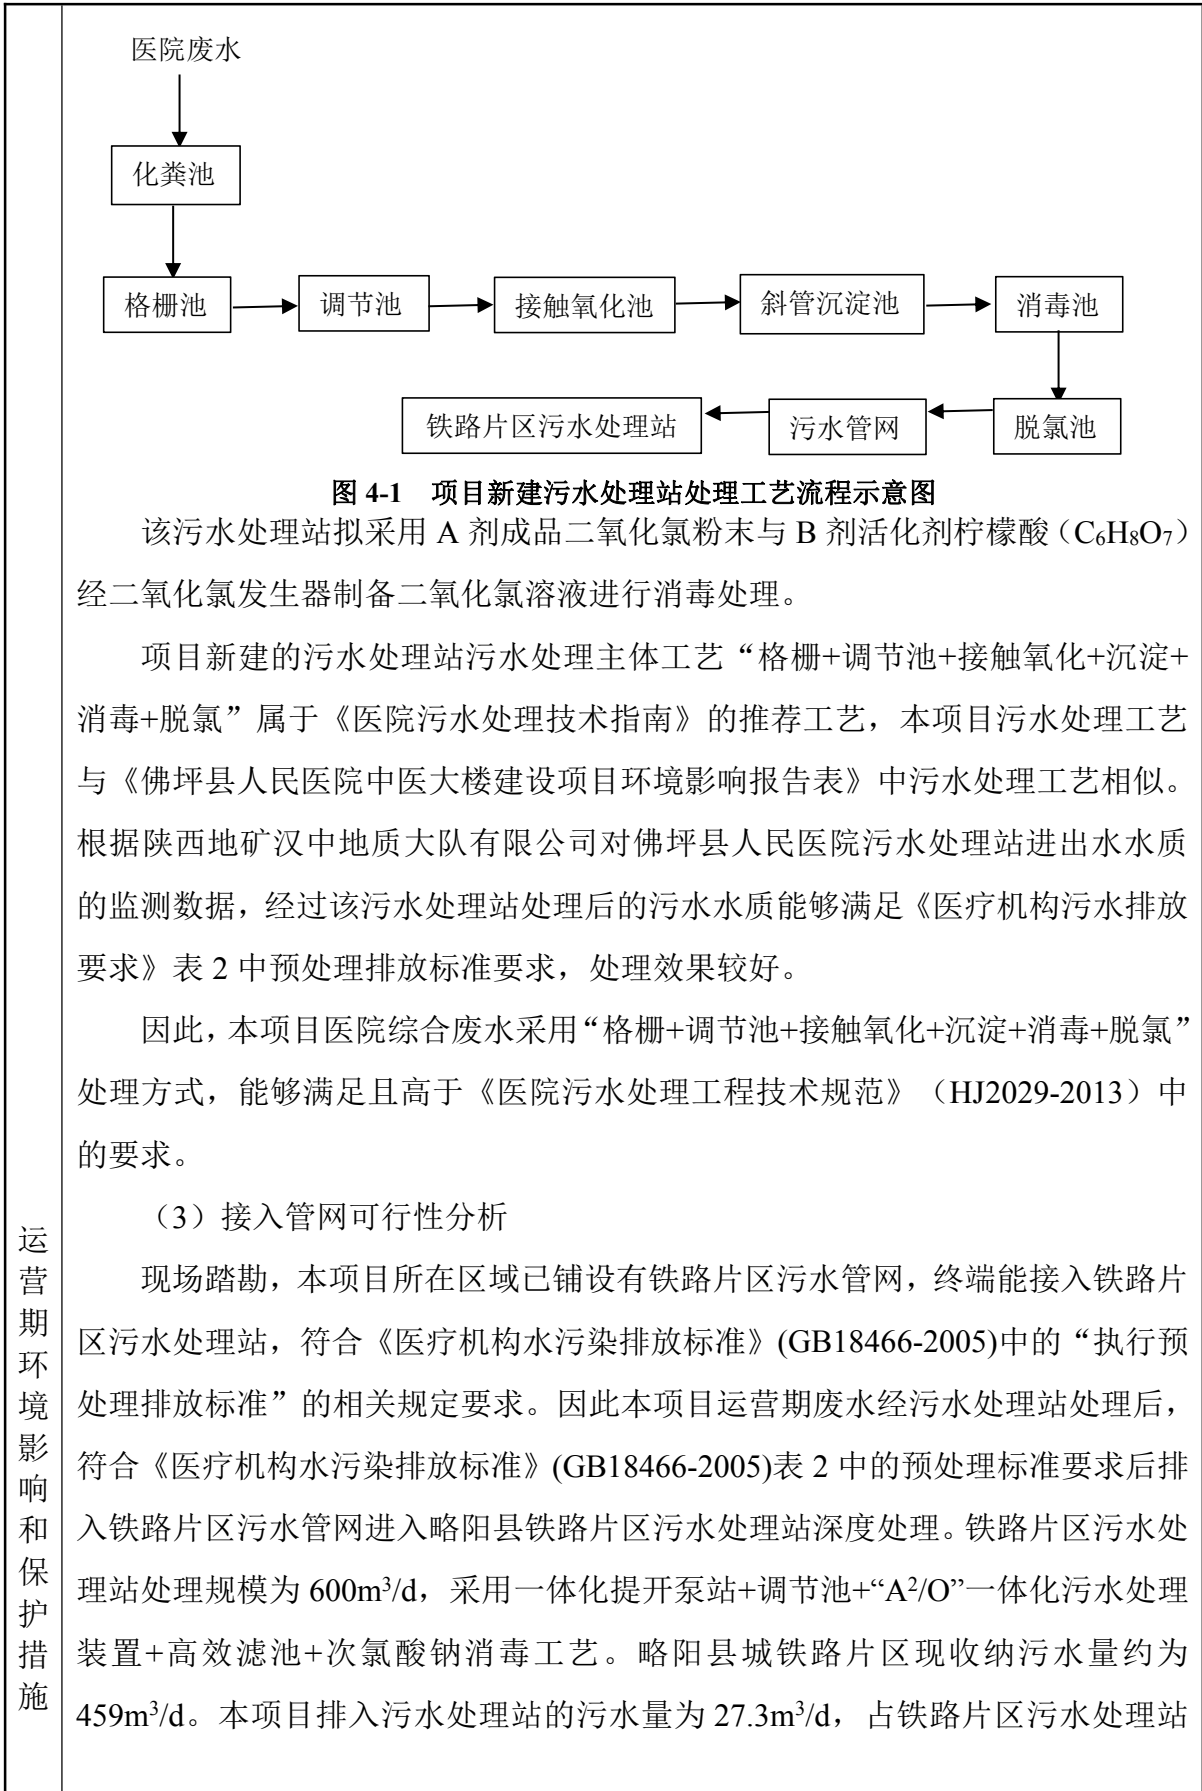 医院废水
化粪池
格栅池
调节池
接触氧化池
斜管沉淀池
消毒池
铁路片区污水处理站
污水管网
脱氯池
图 4-1 项目新建污水处理站处理工艺流程示意图
该污水处理站拟采用 A 剂成品二氧化氯粉末与 B 剂活化剂柠檬酸（C₆H₈O₇）
经二氧化氯发生器制备二氧化氯溶液进行消毒处理。
项目新建的污水处理站污水处理主体工艺“格栅+调节池+接触氧化+沉淀+
消毒+脱氯”属于《医院污水处理技术指南》的推荐工艺，本项目污水处理工艺
与《佛坪县人民医院中医大楼建设项目环境影响报告表》中污水处理工艺相似。
根据陕西地矿汉中地质大队有限公司对佛坪县人民医院污水处理站进出水水质
的监测数据，经过该污水处理站处理后的污水水质能够满足《医疗机构污水排放
要求》表 2 中预处理排放标准要求，处理效果较好。
因此，本项目医院综合废水采用“格栅+调节池+接触氧化+沉淀+消毒+脱氯”
处理方式，能够满足且高于《医院污水处理工程技术规范》（HJ2029-2013）中
的要求。
（3）接入管网可行性分析
现场踏勘，本项目所在区域已铺设有铁路片区污水管网，终端能接入铁路片
区污水处理站，符合《医疗机构水污染排放标准》(GB18466-2005)中的“执行预
处理排放标准”的相关规定要求。因此本项目运营期废水经污水处理站处理后，
符合《医疗机构水污染排放标准》(GB18466-2005)表 2 中的预处理标准要求后排
入铁路片区污水管网进入略阳县铁路片区污水处理站深度处理。铁路片区污水处
理站处理规模为 600m³/d，采用一体化提开泵站+调节池+“A²/O”一体化污水处理
装置+高效滤池+次氯酸钠消毒工艺。略阳县城铁路片区现收纳污水量约为
459m³/d。本项目排入污水处理站的污水量为 27.3m³/d，占铁路片区污水处理站
运
营
期
环
境
影
响
和
保
护
措
施